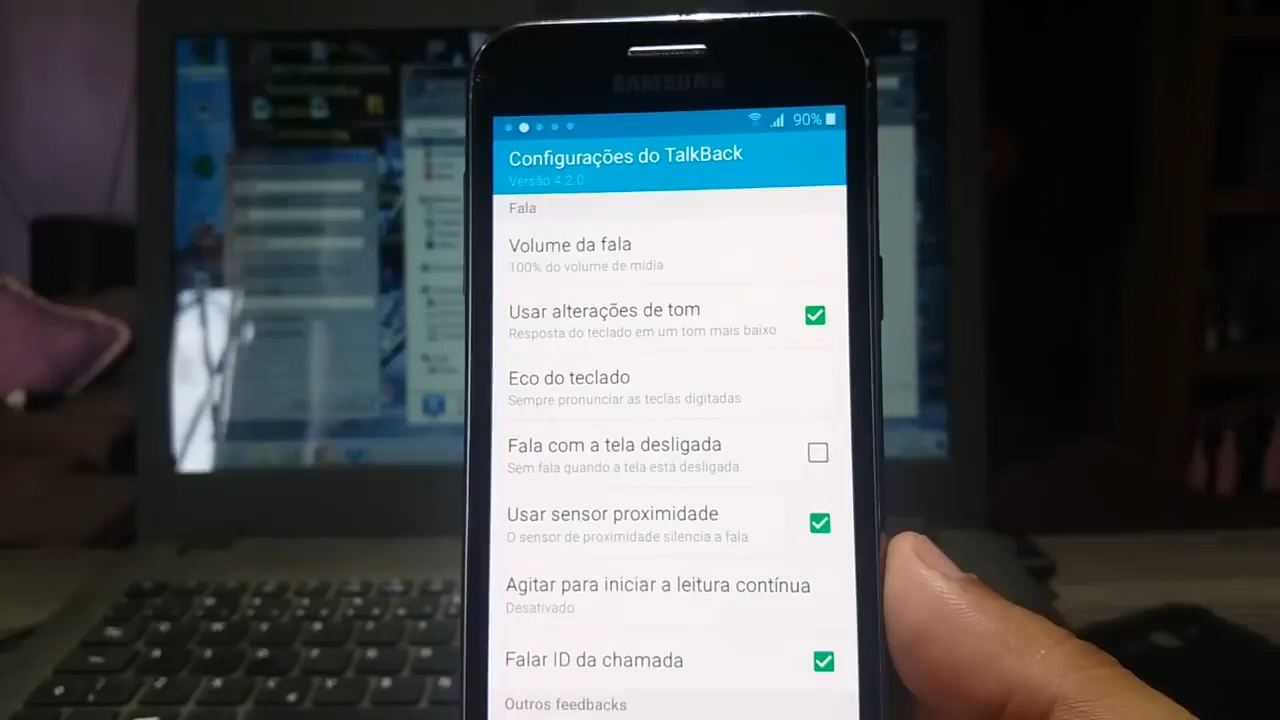 SAMSUNG
90%
Configurações do TalkBack
Versão 4.2.0
Fala
Volume da fala
100% do volume de mídia
Usar alterações de tom
Resposta do teclado em um tom mais baixo
Eco do teclado
Sempre pronunciar as teclas digitadas
Fala com a tela desligada
Sem fala quando a tela está desligada
Usar sensor proximidade
O sensor de proximidade silencia a fala
Agitar para iniciar a leitura contínua
Desativado
Falar ID da chamada
Outros feedbacks